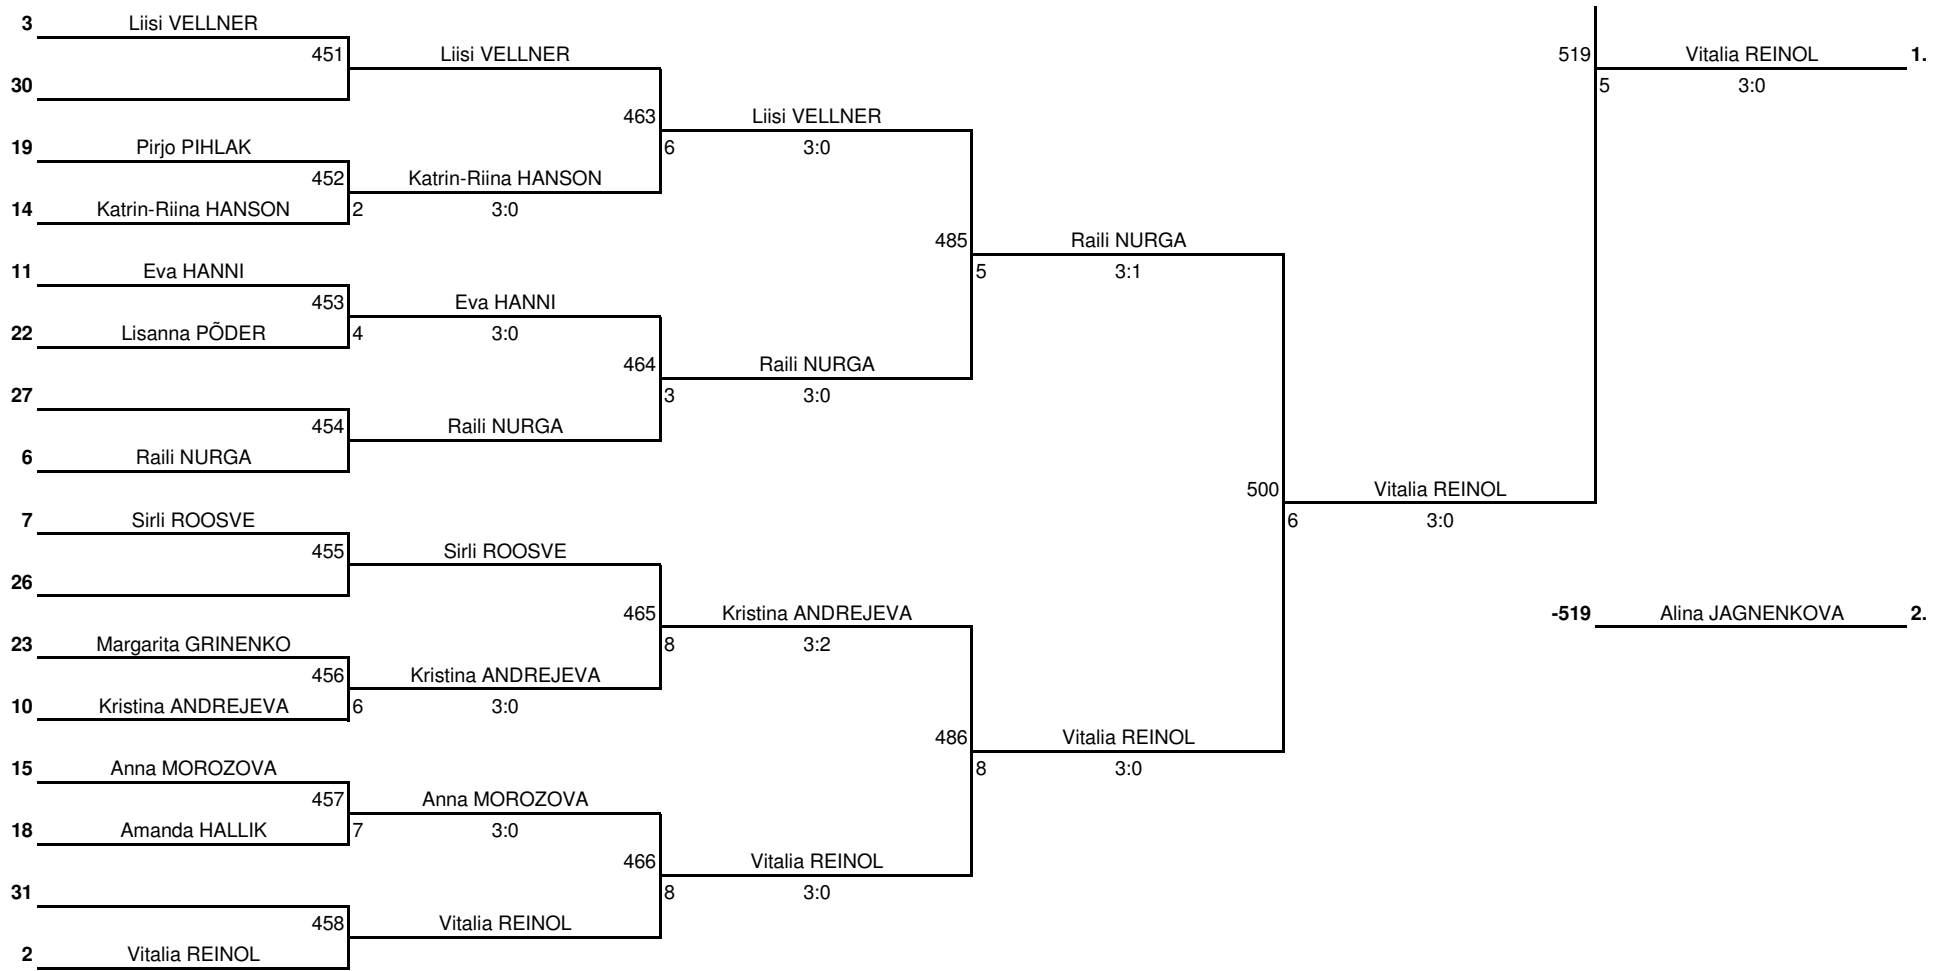 3 Liisi VELLNER
519 Vitalia REINOL 1.
451 Liisi VELLNER
30
5 3:0
463 Liisi VELLNER
19 Pirjo PIHLAK
6 3:0
452 Katrin-Riina HANSON
14 Katrin-Riina HANSON 2 3:0
485 Raili NURGA
11 Eva HANNI
5 3:1
453 Eva HANNI
22 Lisanna PÕDER 4 3:0
464 Raili NURGA
27
3 3:0
454 Raili NURGA
6 Raili NURGA
500 Vitalia REINOL
7 Sirli ROOSVE
6 3:0
455 Sirli ROOSVE
26
465 Kristina ANDREJEVA
-519 Alina JAGNENKOVA 2.
23 Margarita GRINENKO
8 3:2
456 Kristina ANDREJEVA
10 Kristina ANDREJEVA 6 3:0
486 Vitalia REINOL
15 Anna MOROZOVA
8 3:0
457 Anna MOROZOVA
18 Amanda HALLIK 7 3:0
466 Vitalia REINOL
31
8 3:0
458 Vitalia REINOL
2 Vitalia REINOL